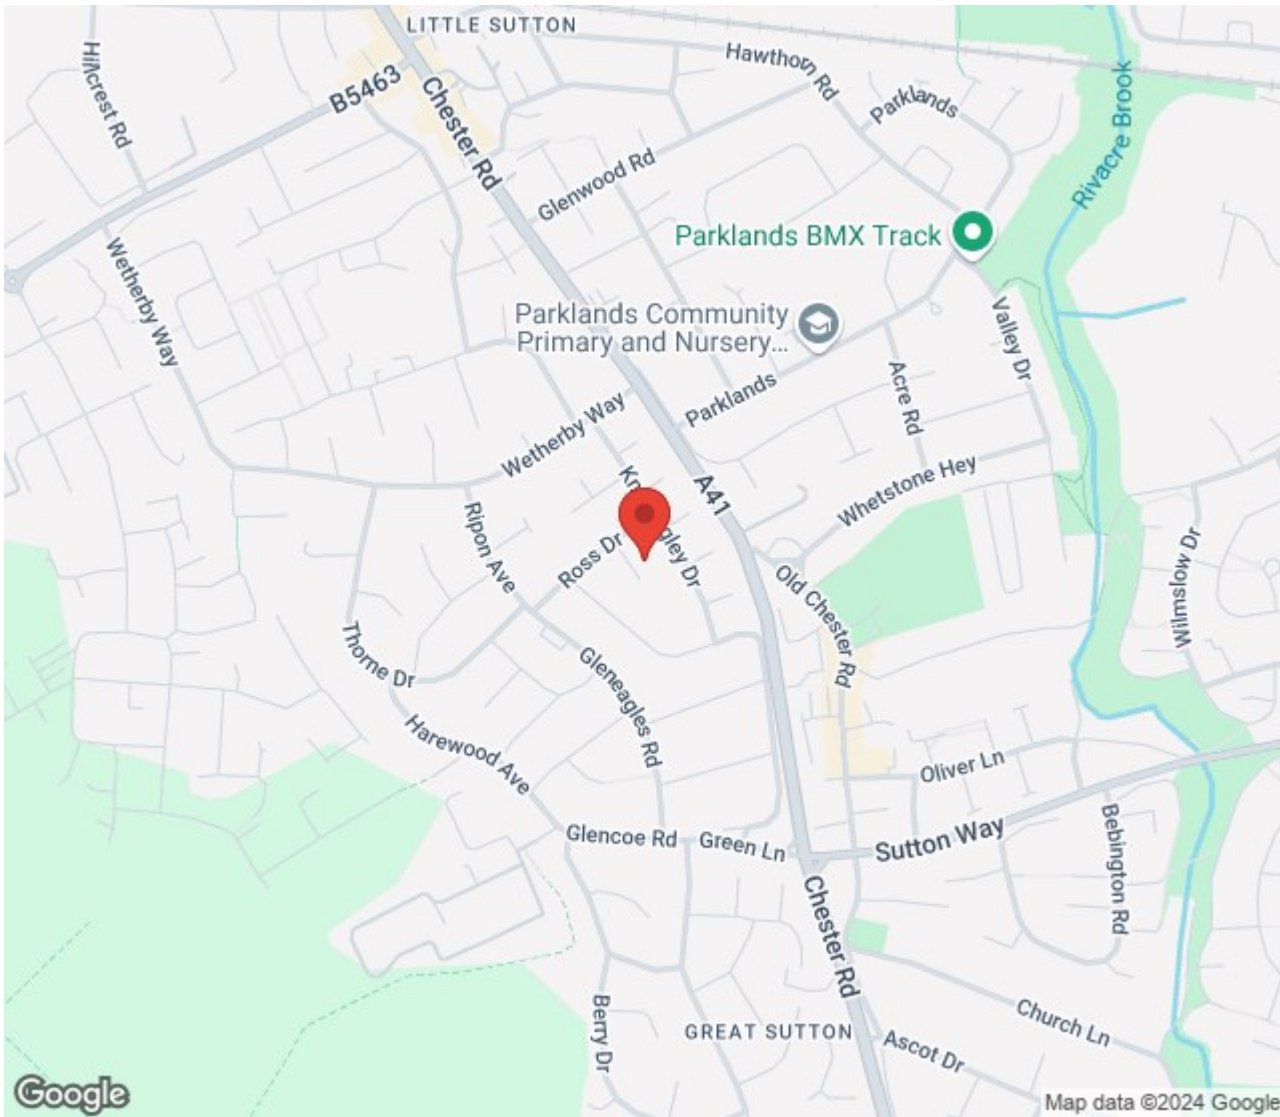 LITTLE SUTTON
Hillcrest Rd
B5463
Chester Rd
Hawthorn Rd
Parklands
Rivacre Brook
Glenwood Rd
Parklands BMX Track
Wetherby Way
Parklands Community
Primary and Nursery...
Valley Dr
Acre Rd
Parklands
Wetherby Way
A41
Whetstone Hey
Ripon Ave
Ross Dr
gley Dr
Old Chester Rd
Wilmslow Dr
Thorne Dr
Gleneagles Rd
Harewood Ave
Oliver Ln
Glencoe Rd
Green Ln
Sutton Way
Bebington Rd
Chester Rd
Berry Dr
GREAT SUTTON
Church Ln
Ascot Dr
Google
Map data ©2024 Google